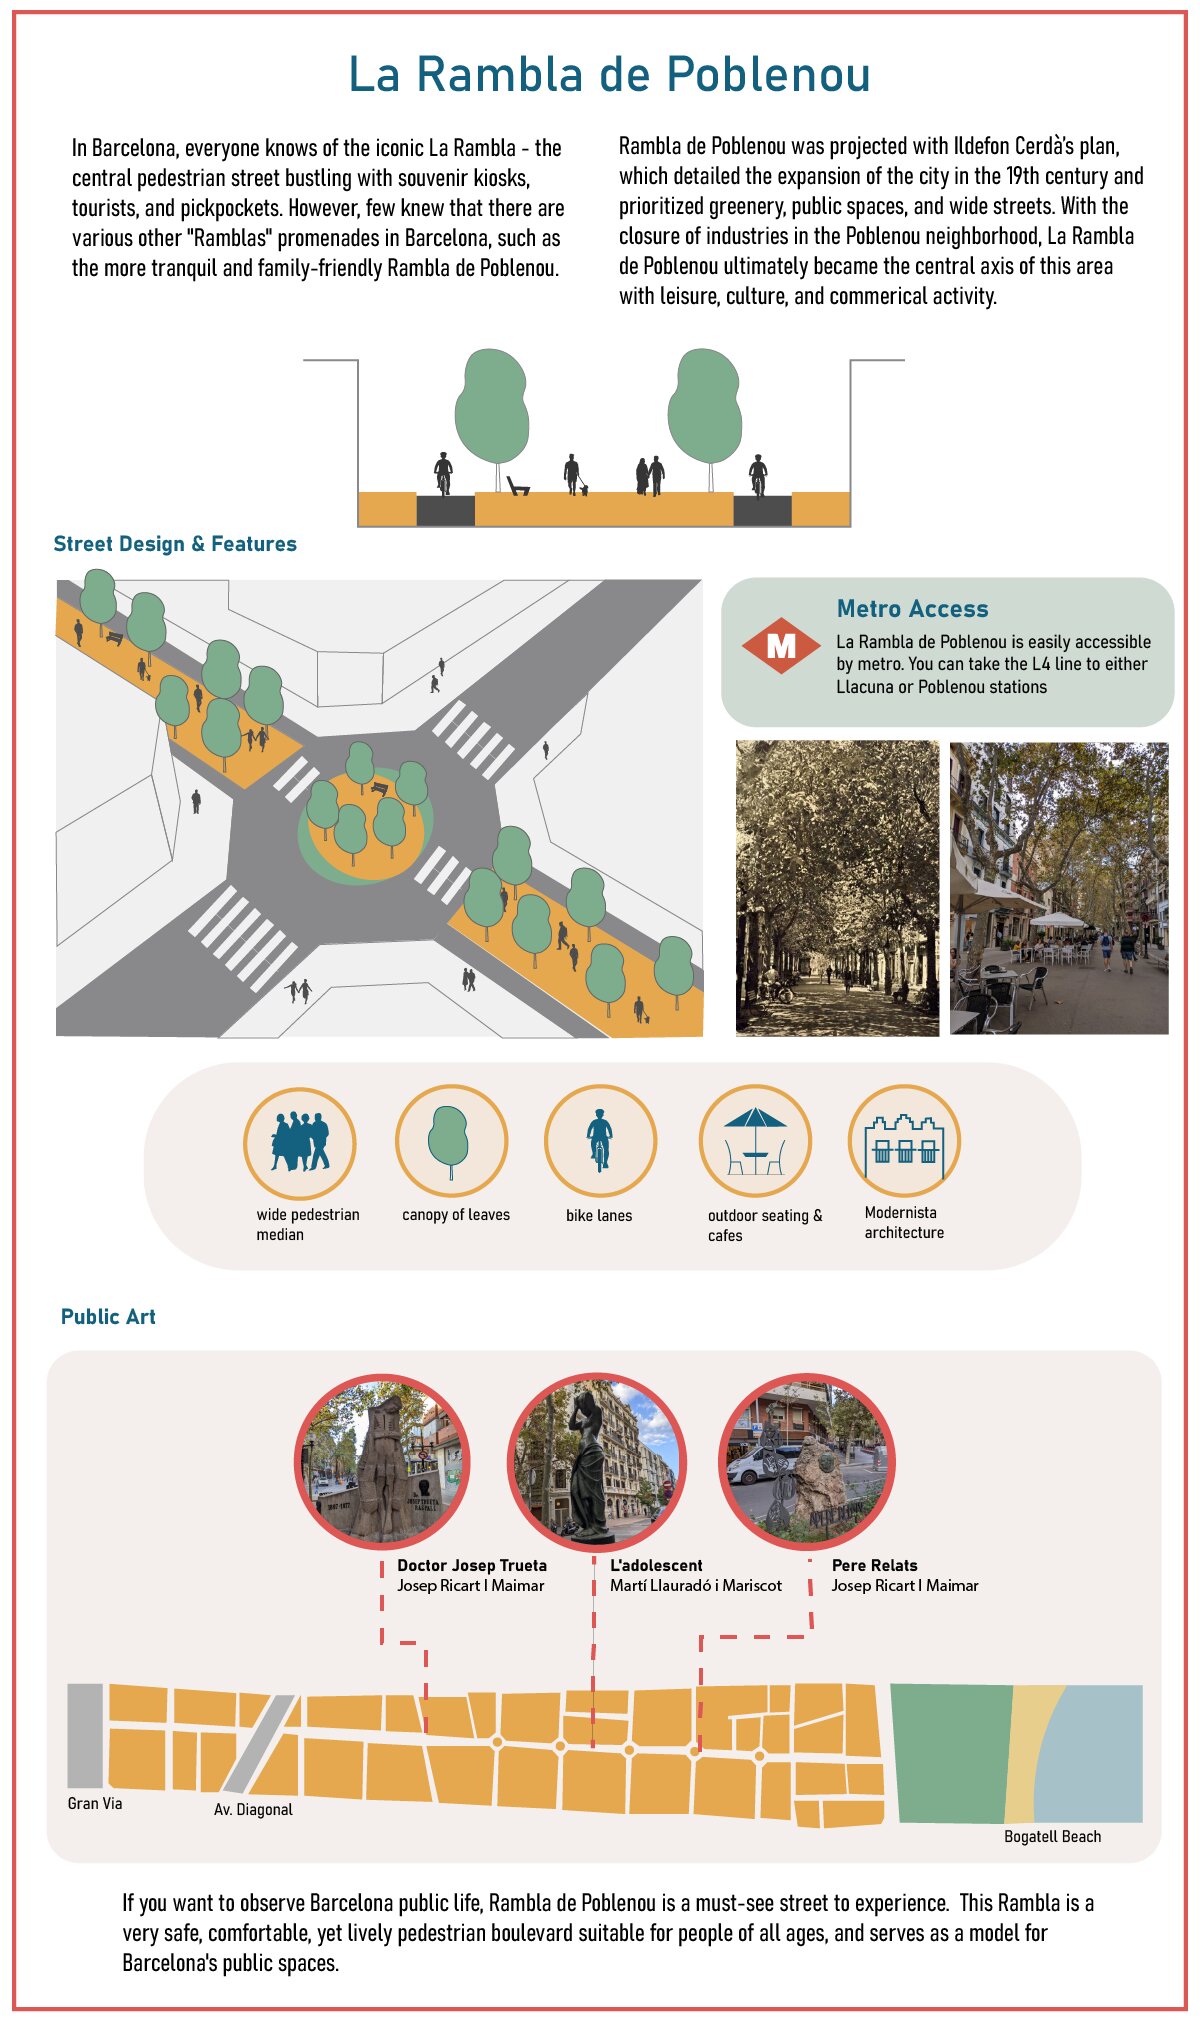 La Rambla de Poblenou
In Barcelona, everyone knows of the iconic La Rambla - the
central pedestrian street bustling with souvenir kiosks,
tourists, and pickpockets. However, few knew that there are
various other "Ramblas" promenades in Barcelona, such as
the more tranquil and family-friendly Rambla de Poblenou.
Rambla de Poblenou was projected with Ildefon Cerdà's plan,
which detailed the expansion of the city in the 19th century and
prioritized greenery, public spaces, and wide streets. With the
closure of industries in the Poblenou neighborhood, La Rambla
de Poblenou ultimately became the central axis of this area
with leisure, culture, and commerical activity.
Street Design & Features
Metro Access
M
La Rambla de Poblenou is easily accessible
by metro. You can take the L4 line to either
Llacuna or Poblenou stations
wide pedestrian
median
canopy of leaves
bike lanes
outdoor seating &
cafes
Modernista
architecture
Public Art
1897-1977
Dr.
JOSEP TRUETA
RASPALL
Doctor Josep Trueta
Josep Ricart I Maimar
L'adolescent
Martí Llauradó i Mariscot
Pere Relats
Josep Ricart I Maimar
Gran Via
Av. Diagonal
Bogatell Beach
If you want to observe Barcelona public life, Rambla de Poblenou is a must-see street to experience. This Rambla is a
very safe, comfortable, yet lively pedestrian boulevard suitable for people of all ages, and serves as a model for
Barcelona's public spaces.